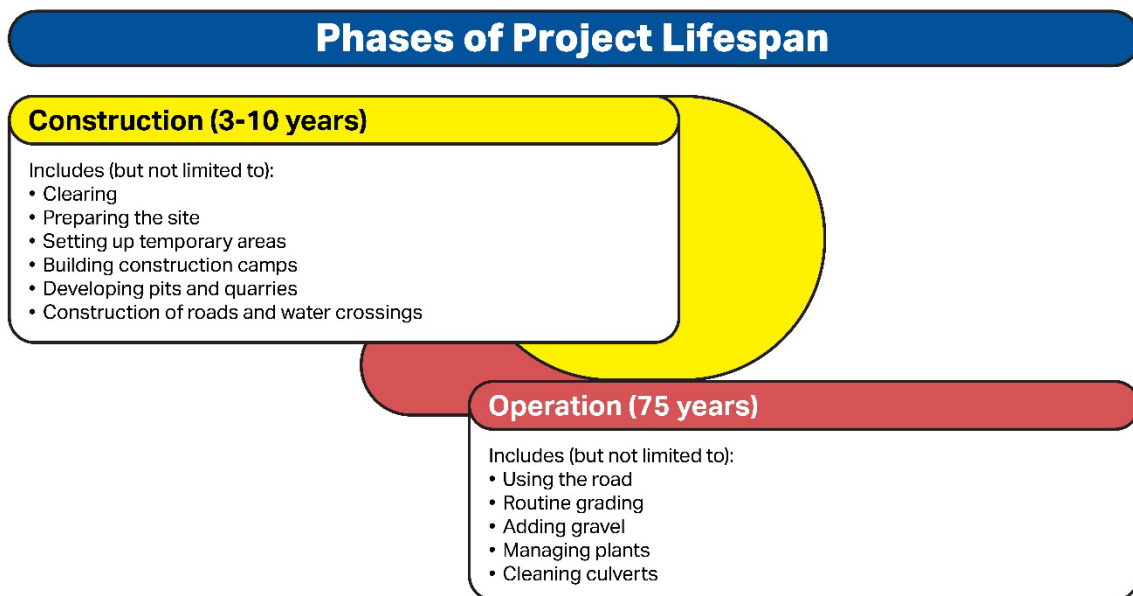 Phases of Project Lifespan
Construction (3-10 years)
Includes (but not limited to):
• Clearing
• Preparing the site
• Setting up temporary areas
• Building construction camps
• Developing pits and quarries
• Construction of roads and water crossings
Operation (75 years)
Includes (but not limited to):
• Using the road
• Routine grading
• Adding gravel
• Managing plants
• Cleaning culverts